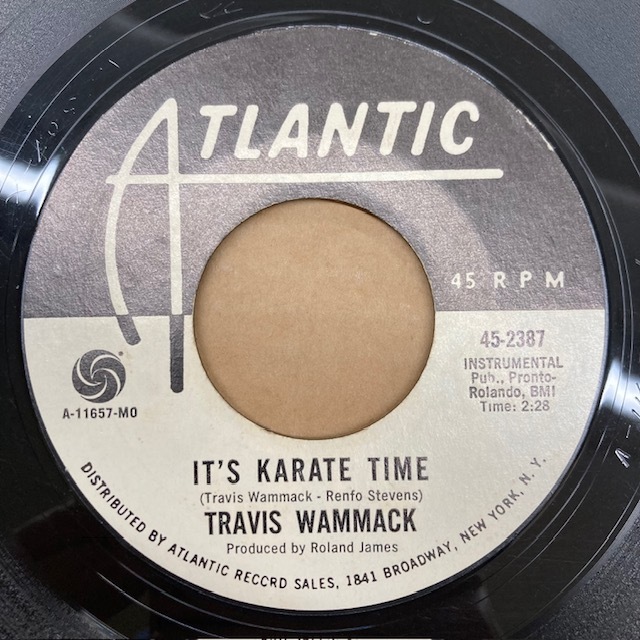 ATLANTIC
45 RPM
45-2387
INSTRUMENTAL
Pub., Pronto-
Rolando, BMI
Time: 2:28
A-11657-MO
IT'S KARATE TIME
(Travis Wammack - Renfo Stevens)
TRAVIS WAMMACK
Produced by Roland James
DISTRIBUTED BY ATLANTIC RECORD SALES, 1841 BROADWAY, NEW YORK, N. Y.